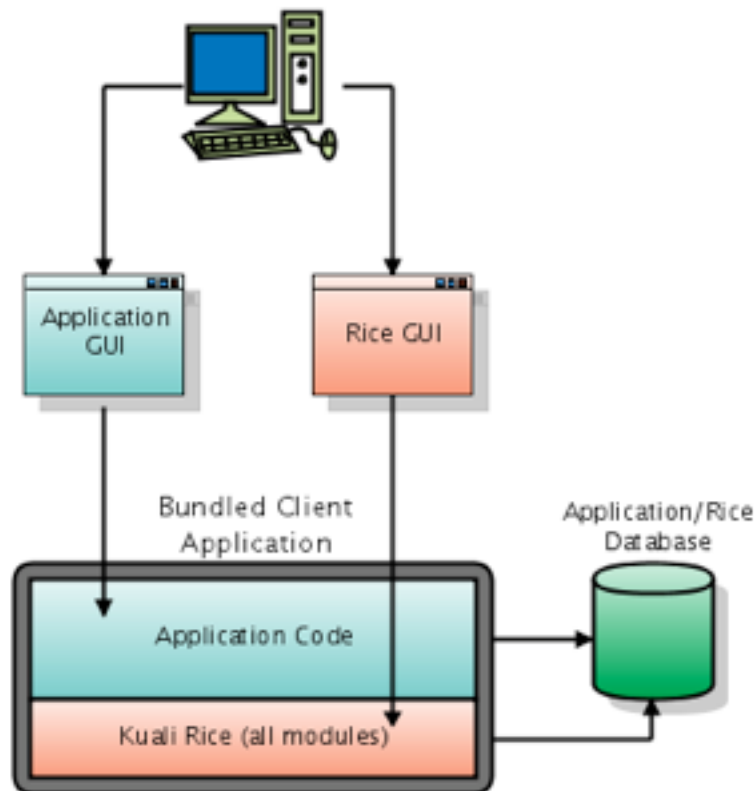 Application
GUI
Rice GUI
Bundled Client
Application
Application/Rice
Database
Application Code
Kuali Rice (all modules)